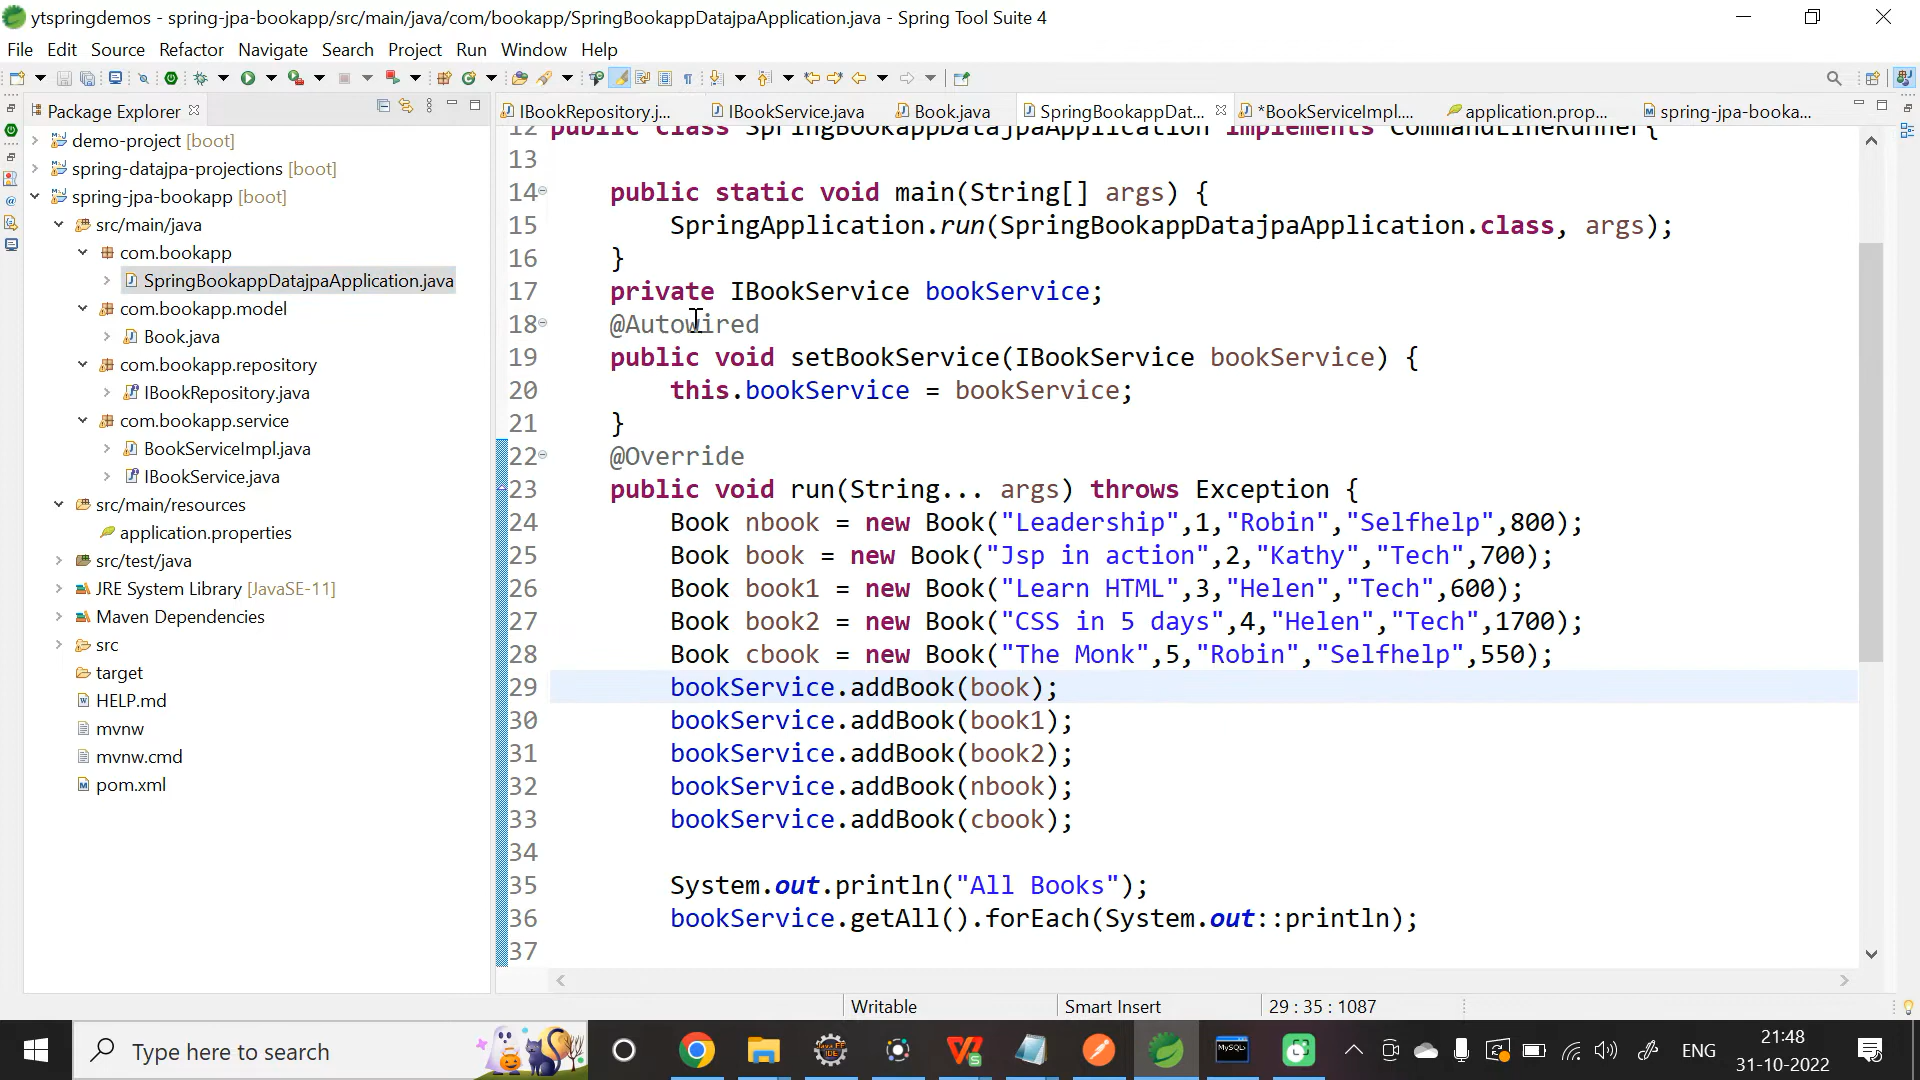 ytspringdemos - spring-jpa-bookapp/src/main/java/com/bookapp/SpringBookappDatajpaApplication.java - Spring Tool Suite 4
File Edit Source Refactor Navigate Search Project Run Window Help
Package Explorer
IBookRepository.j... IBookService.java Book.java SpringBookappDat... *BookServiceImpl.... application.prop... spring-jpa-booka...
demo-project [boot]
spring-datajpa-projections [boot]
spring-jpa-bookapp [boot]
src/main/java
com.bookapp
SpringBookappDatajpaApplication.java
com.bookapp.model
Book.java
com.bookapp.repository
IBookRepository.java
com.bookapp.service
BookServiceImpl.java
IBookService.java
src/main/resources
application.properties
src/test/java
JRE System Library [JavaSE-11]
Maven Dependencies
src
target
HELP.md
mvnw
mvnw.cmd
pom.xml
12 public class SpringBookappDatajpaApplication implements CommandLineRunner{
13
14 public static void main(String[] args) {
15 SpringApplication.run(SpringBookappDatajpaApplication.class, args);
16 }
17 private IBookService bookService;
18 @Autowired
19 public void setBookService(IBookService bookService) {
20 this.bookService = bookService;
21 }
22 @Override
23 public void run(String... args) throws Exception {
24 Book nbook = new Book("Leadership",1,"Robin","Selfhelp",800);
25 Book book = new Book("Jsp in action",2,"Kathy","Tech",700);
26 Book book1 = new Book("Learn HTML",3,"Helen","Tech",600);
27 Book book2 = new Book("CSS in 5 days",4,"Helen","Tech",1700);
28 Book cbook = new Book("The Monk",5,"Robin","Selfhelp",550);
29 bookService.addBook(book);
30 bookService.addBook(book1);
31 bookService.addBook(book2);
32 bookService.addBook(nbook);
33 bookService.addBook(cbook);
34
35 System.out.println("All Books");
36 bookService.getAll().forEach(System.out::println);
37
Writable Smart Insert 29 : 35 : 1087
Type here to search
ENG
21:48
31-10-2022